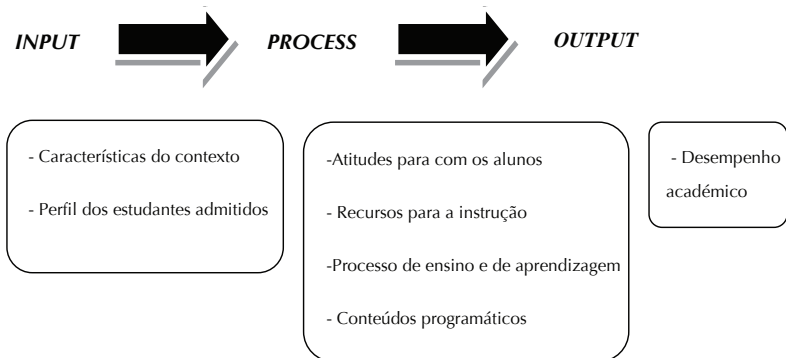 INPUT
PROCESS
OUTPUT
- Características do contexto
- Perfil dos estudantes admitidos
-Atitudes para com os alunos
- Recursos para a instrução
-Processo de ensino e de aprendizagem
- Conteúdos programáticos
- Desempenho
académico